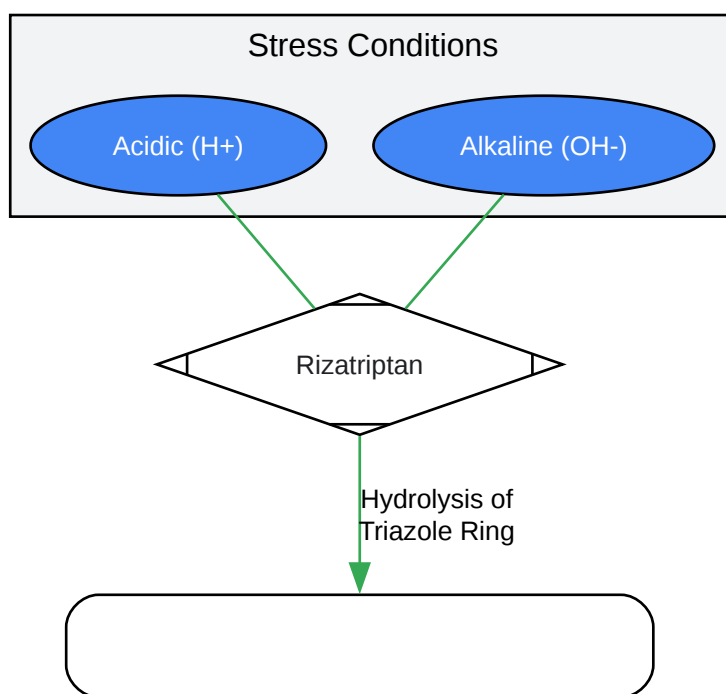 Stress Conditions
Acidic (H+)
Alkaline (OH-)
Rizatriptan
Hydrolysis of
Triazole Ring